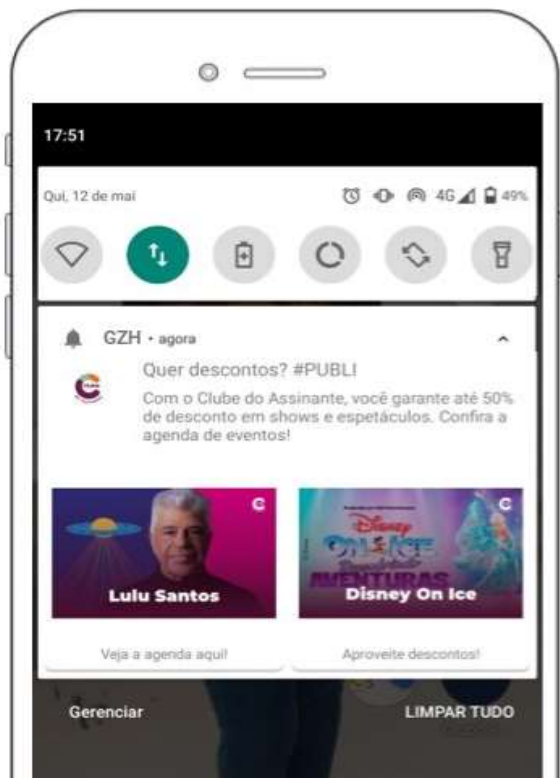 17:51
Qui, 12 de mai
4G 49%
GZH • agora
Quer descontos? #PUBLI
Com o Clube do Assinante, você garante até 50%
de desconto em shows e espetáculos. Confira a
agenda de eventos!
Lulu Santos
Disney
ON ICE
AVENTURAS
Disney On Ice
Veja a agenda aqui!
Aproveite descontos!
Gerenciar
LIMPAR TUDO